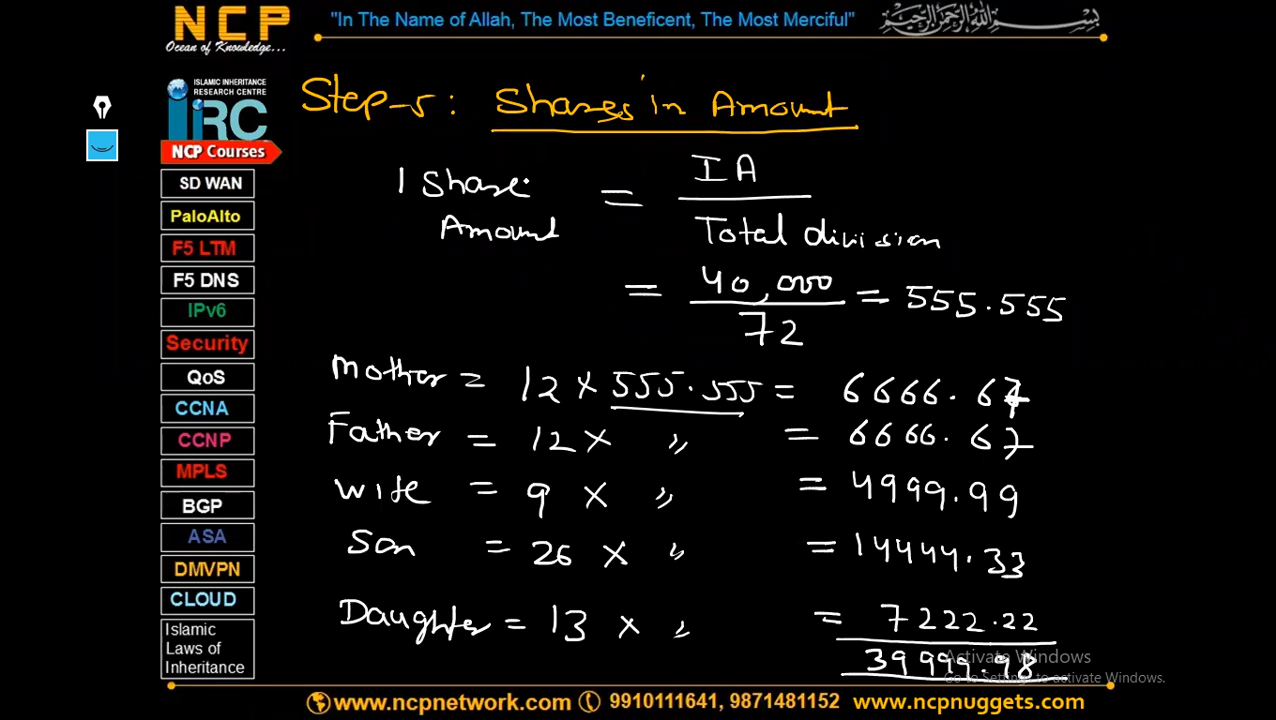 NCP
Ocean of Knowledge...
"In The Name of Allah, The Most Beneficent, The Most Merciful"
ISLAMIC INHERITANCE
RESEARCH CENTRE
IRC
NCP Courses
SD WAN
PaloAlto
F5 LTM
F5 DNS
IPv6
Security
QoS
CCNA
CCNP
MPLS
BGP
ASA
DMVPN
CLOUD
Islamic
Laws of
Inheritance
Step-5: Shares in Amount
1 Share = IA
Amount Total division
= 40,000 = 555.555
72
Mother = 12 × 555.555 = 6666.67
Father = 12 × " = 6666.67
Wife = 9 × " = 4999.99
Son = 26 × " = 14444.33
Daughter = 13 × " = 7222.22
39999.98
Activate Windows
Go to Settings to activate Windows.
www.ncpnetwork.com 9910111641, 9871481152 www.ncpnuggets.com